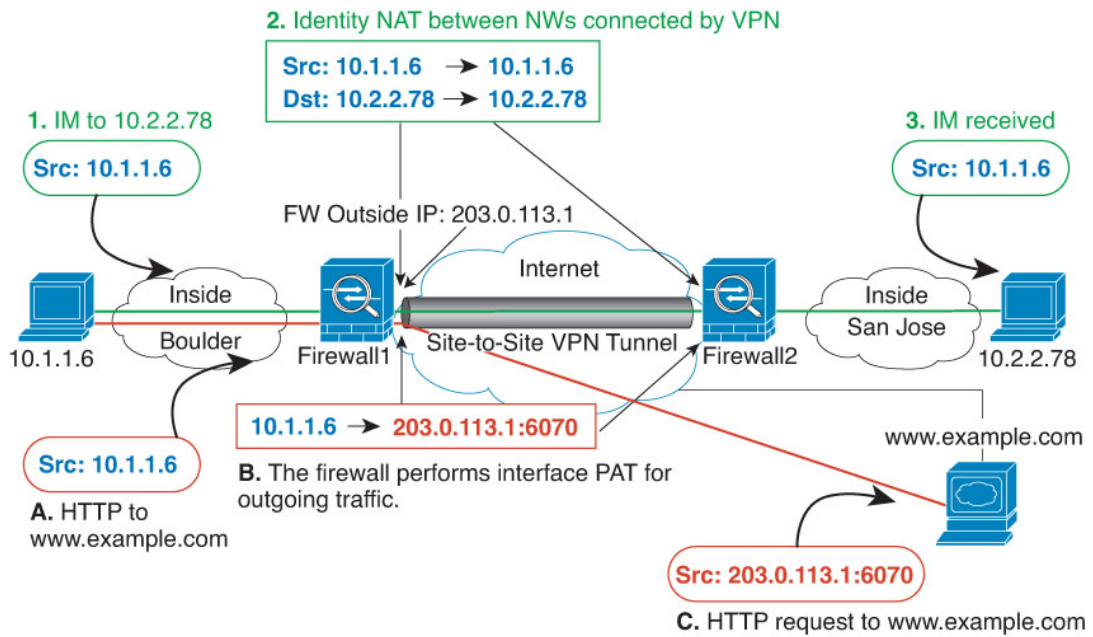 2. Identity NAT between NWs connected by VPN
Src: 10.1.1.6 → 10.1.1.6
Dst: 10.2.2.78 → 10.2.2.78
1. IM to 10.2.2.78
Src: 10.1.1.6
3. IM received
Src: 10.1.1.6
FW Outside IP: 203.0.113.1
Internet
Inside
Boulder
Inside
San Jose
10.1.1.6
Firewall1
Site-to-Site VPN Tunnel
Firewall2
10.2.2.78
10.1.1.6 → 203.0.113.1:6070
B. The firewall performs interface PAT for
outgoing traffic.
www.example.com
Src: 10.1.1.6
A. HTTP to
www.example.com
Src: 203.0.113.1:6070
C. HTTP request to www.example.com